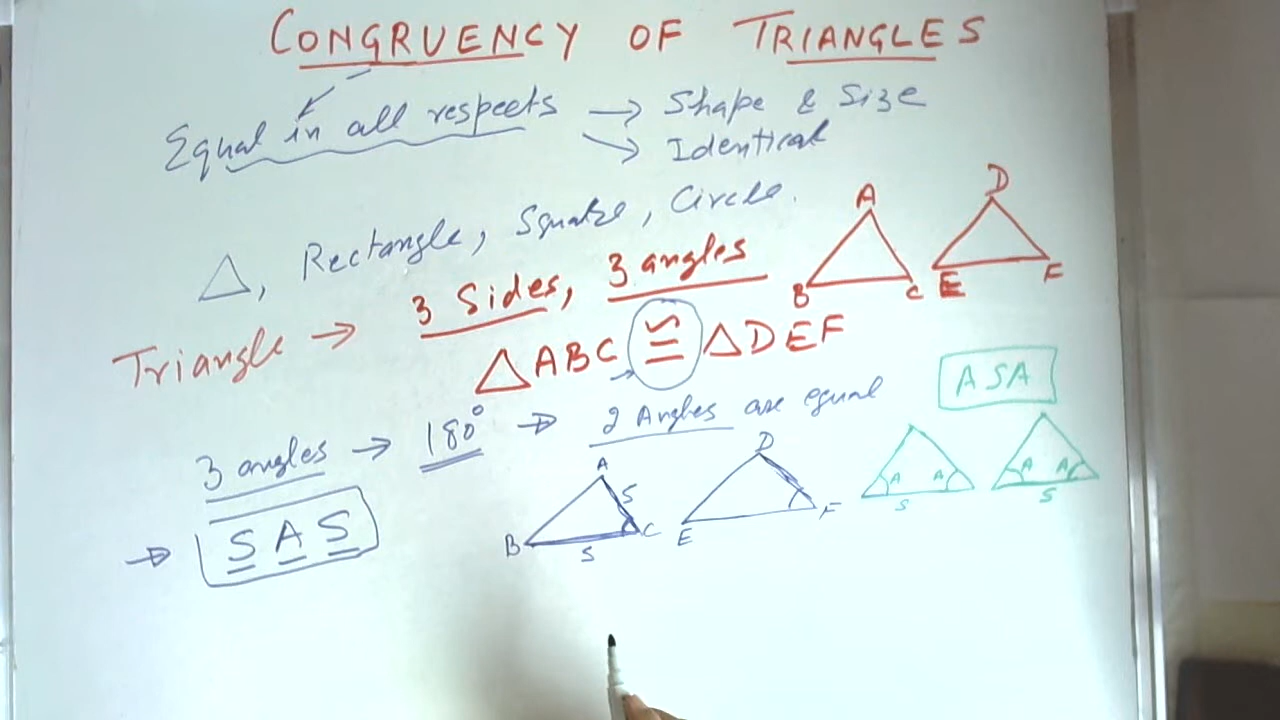 CONGRUENCY OF TRIANGLES
Equal in all respects → Shape & Size
→ Identical
△, Rectangle, Square, Circle.
A D
B C E F
Triangle → 3 Sides, 3 angles
△ABC ≅ △DEF
3 angles → 180° → 2 Angles are equal
ASA
A S B S C
D E F
A A S
A A S
→ SAS